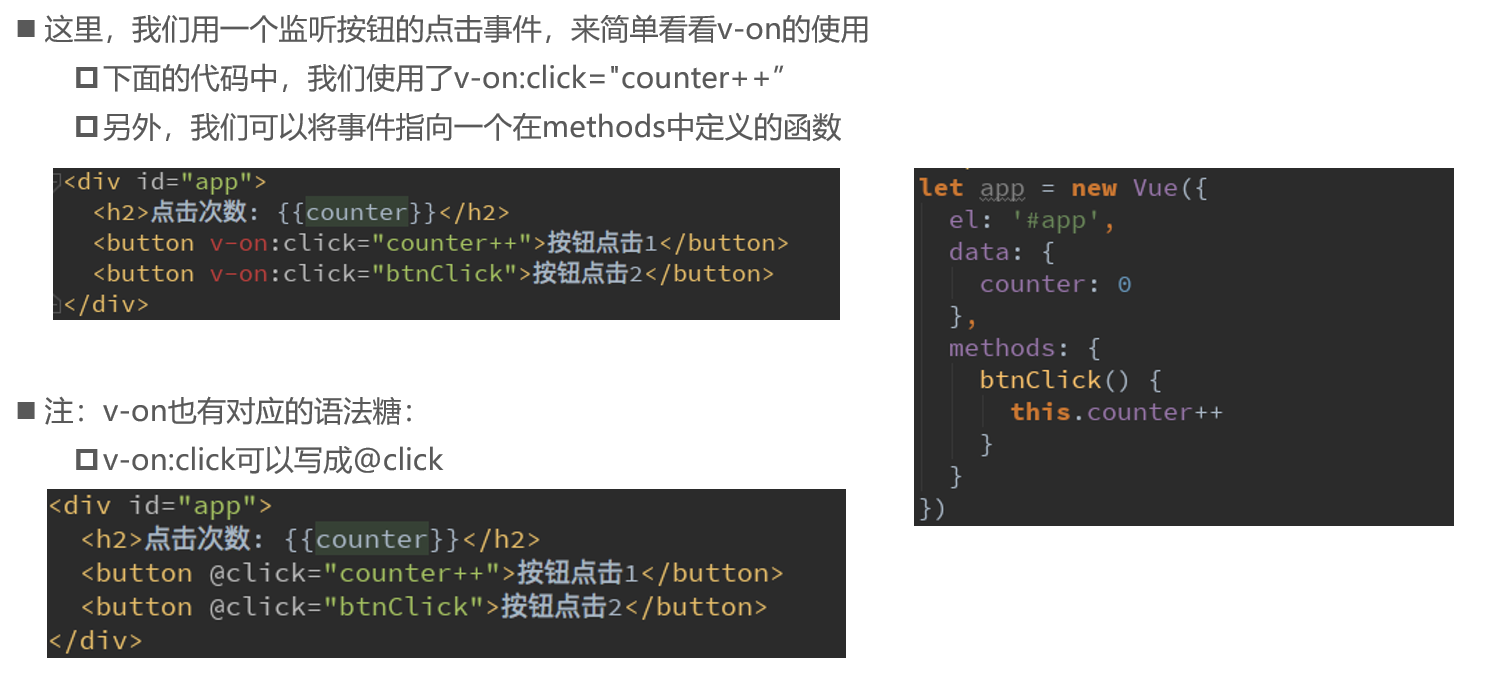 这里，我们用一个监听按钮的点击事件，来简单看看v-on的使用
下面的代码中，我们使用了v-on:click="counter++”
另外，我们可以将事件指向一个在methods中定义的函数
<div id="app">
  <h2>点击次数: {{counter}}</h2>
  <button v-on:click="counter++">按钮点击1</button>
  <button v-on:click="btnClick">按钮点击2</button>
</div>
let app = new Vue({
  el: '#app',
  data: {
    counter: 0
  },
  methods: {
    btnClick() {
      this.counter++
    }
  }
})
注：v-on也有对应的语法糖：
v-on:click可以写成@click
<div id="app">
  <h2>点击次数: {{counter}}</h2>
  <button @click="counter++">按钮点击1</button>
  <button @click="btnClick">按钮点击2</button>
</div>